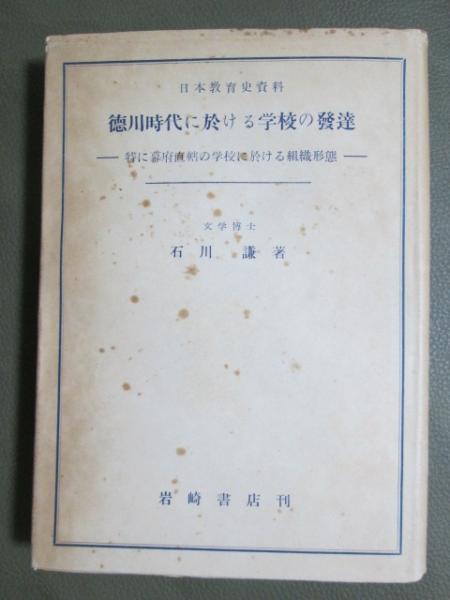 日本教育史資料
徳川時代に於ける学校の發達
― 特に幕府直轄の学校に於ける組織形態 ―
文学博士
石川 謙 著
岩崎書店刊